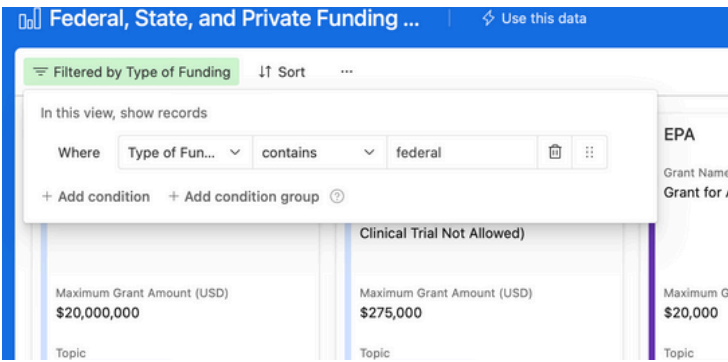 Federal, State, and Private Funding ...
Use this data
Filtered by Type of Funding
Sort
...
In this view, show records
Where Type of Fun... contains federal
+ Add condition + Add condition group ?
EPA
Grant Name
Grant for
Clinical Trial Not Allowed)
Maximum Grant Amount (USD)
$20,000,000
Topic
Maximum Grant Amount (USD)
$275,000
Topic
Maximum G
$20,000
Topic